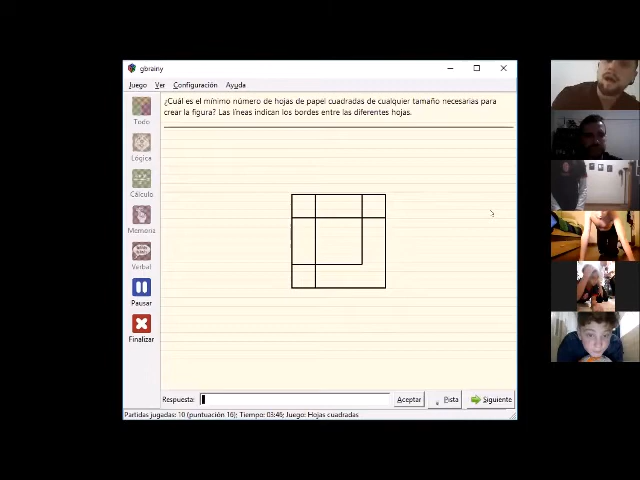 gbrainy
Juego Ver Configuración Ayuda
¿Cuál es el mínimo número de hojas de papel cuadradas de cualquier tamaño necesarias para
crear la figura? Las líneas indican los bordes entre las diferentes hojas.
Todo
Lógica
Cálculo
Memoria
Verbal
Pausar
Finalizar
Respuesta: Aceptar Pista Siguiente
Partidas jugadas: 10 (puntuación 16); Tiempo: 03:46; Juego: Hojas cuadradas